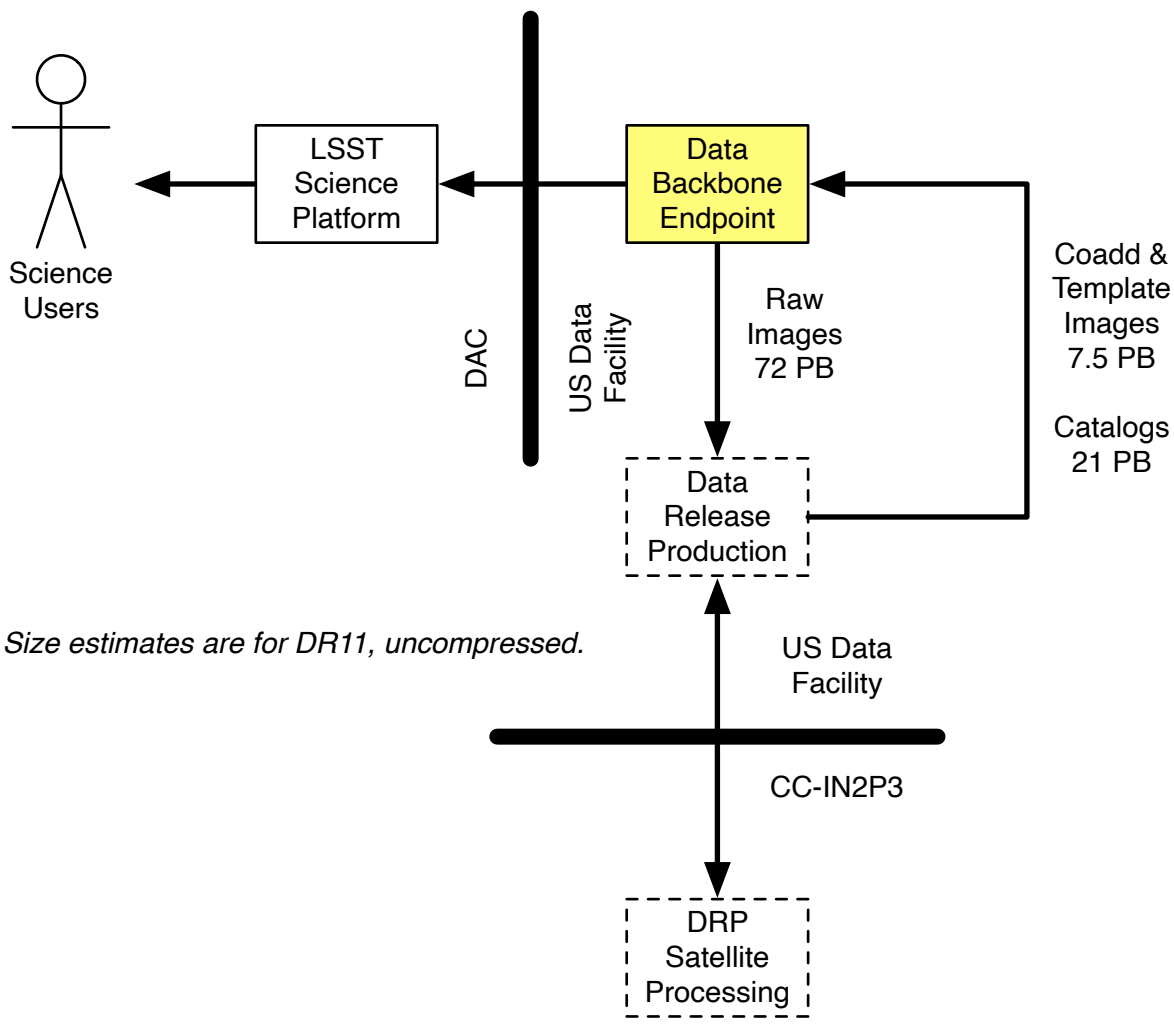 LSST
Science
Platform
Data
Backbone
Endpoint
Science
Users
DAC
US Data
Facility
Raw
Images
72 PB
Coadd &
Template
Images
7.5 PB
Catalogs
21 PB
Data
Release
Production
Size estimates are for DR11, uncompressed.
US Data
Facility
CC-IN2P3
DRP
Satellite
Processing